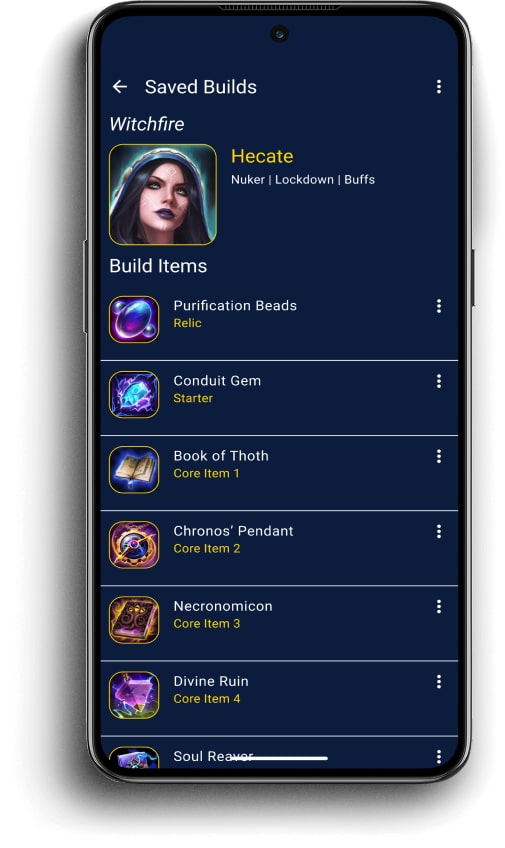 Saved Builds
Witchfire
Hecate
Nuker | Lockdown | Buffs
Build Items
Purification Beads
Relic
Conduit Gem
Starter
Book of Thoth
Core Item 1
Chronos’ Pendant
Core Item 2
Necronomicon
Core Item 3
Divine Ruin
Core Item 4
Soul Reaver